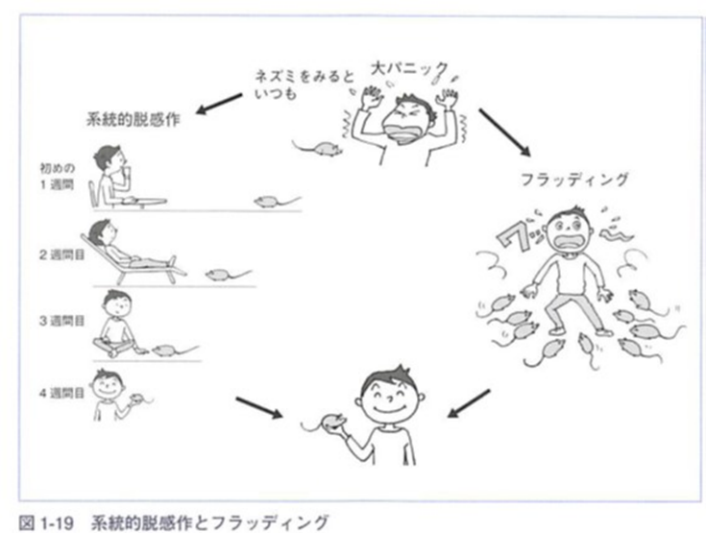 ネズミをみると
いつも
大パニック
系統的脱感作
初めの
1週間
2週間目
3週間目
4週間目
フラッディング
ワッ
図1-19 系統的脱感作とフラッディング